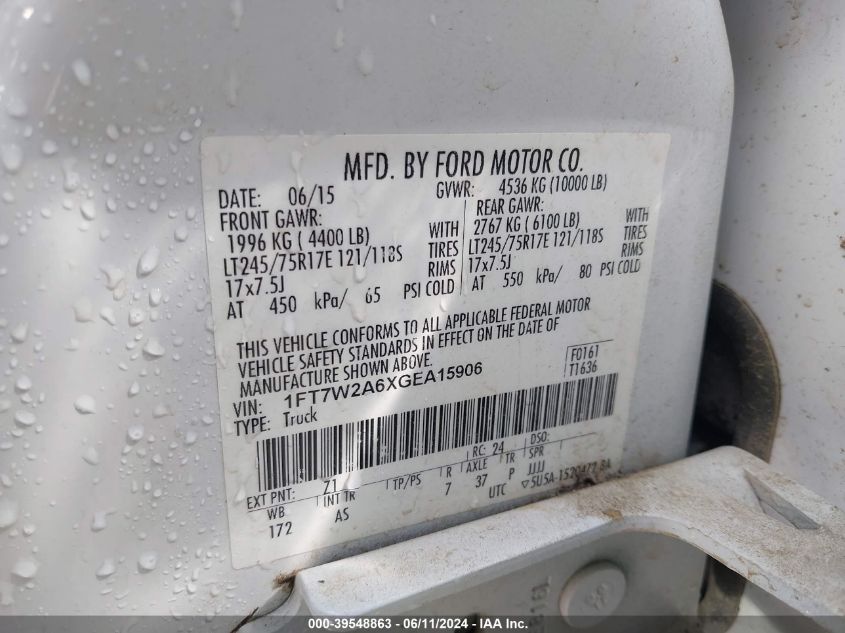 MFD. BY FORD MOTOR CO.
DATE: 06/15 GVWR: 4536 KG (10000 LB)
FRONT GAWR: REAR GAWR:
1996 KG ( 4400 LB) WITH 2767 KG ( 6100 LB) WITH
LT245/75R17E 121/118S TIRES LT245/75R17E 121/118S TIRES
17x7.5J RIMS 17x7.5J RIMS
AT 450 kPa/ 65 PSI COLD AT 550 kPa/ 80 PSI COLD
THIS VEHICLE CONFORMS TO ALL APPLICABLE FEDERAL MOTOR
VEHICLE SAFETY STANDARDS IN EFFECT ON THE DATE OF
MANUFACTURE SHOWN ABOVE.
VIN: 1FT7W2A6XGEA15906 F0161
TYPE: Truck T1636
EXT PNT: Z1 RC: 24 DSO:
WB INT TR TP/PS R AXLE TR SPR
172 AS 7 37 P JJJJ
UTC
000-39548863 - 06/11/2024 - IAA Inc.